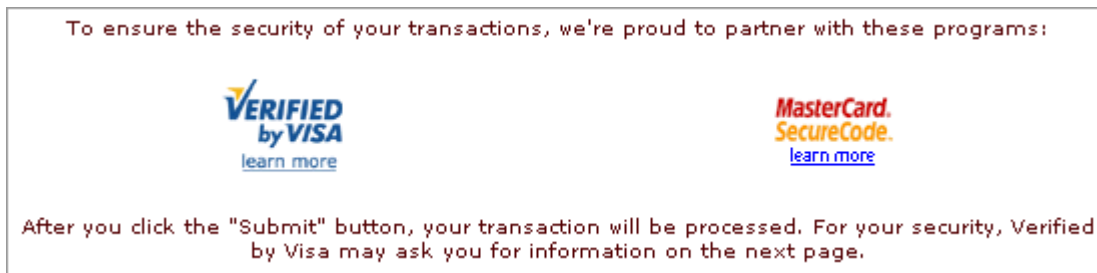 To ensure the security of your transactions, we're proud to partner with these programs:
VERIFIED
by VISA
learn more
MasterCard.
SecureCode.
learn more
After you click the "Submit" button, your transaction will be processed. For your security, Verified
by Visa may ask you for information on the next page.